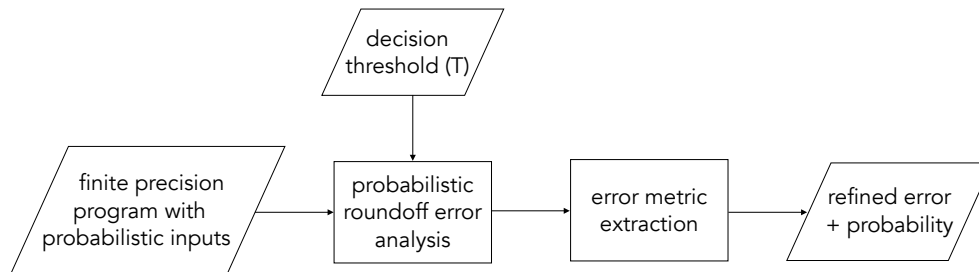 decision
threshold (T)
finite precision
program with
probabilistic inputs
probabilistic
roundoff error
analysis
error metric
extraction
refined error
+ probability